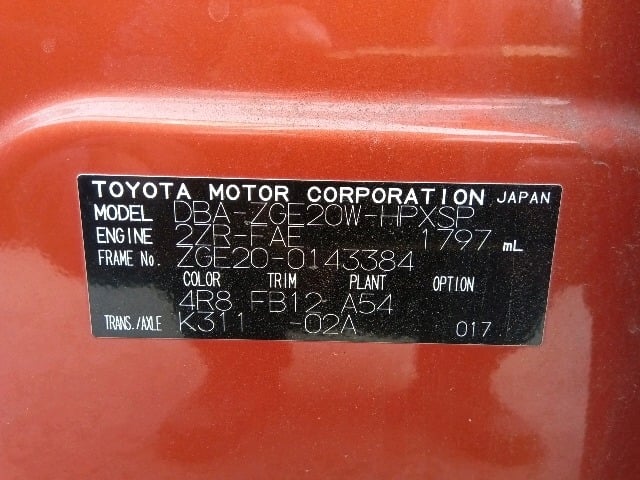 TOYOTA MOTOR CORPORATION JAPAN
MODEL DBA-ZGE20W-HPXSP
ENGINE 2ZR-FAE 1797 mL
FRAME No. ZGE20-0143384
COLOR TRIM PLANT OPTION
4R8 FB12 A54
TRANS./AXLE K311 -02A 017